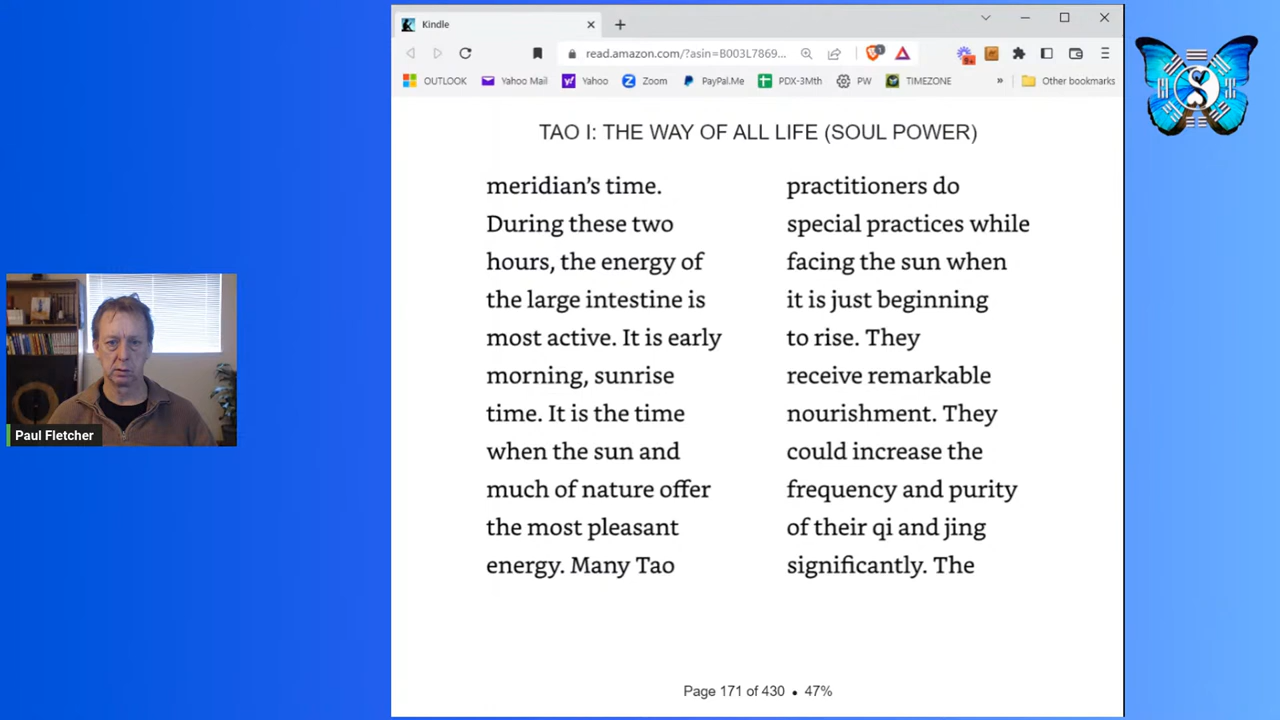 Kindle
read.amazon.com/?asin=B003L7869...
OUTLOOK
Yahoo Mail
Yahoo
Zoom
PayPal.Me
PDX-3Mth
PW
TIMEZONE
»
Other bookmarks
TAO I: THE WAY OF ALL LIFE (SOUL POWER)
meridian’s time.
During these two
hours, the energy of
the large intestine is
most active. It is early
morning, sunrise
time. It is the time
when the sun and
much of nature offer
the most pleasant
energy. Many Tao
practitioners do
special practices while
facing the sun when
it is just beginning
to rise. They
receive remarkable
nourishment. They
could increase the
frequency and purity
of their qi and jing
significantly. The
Page 171 of 430 • 47%
Paul Fletcher